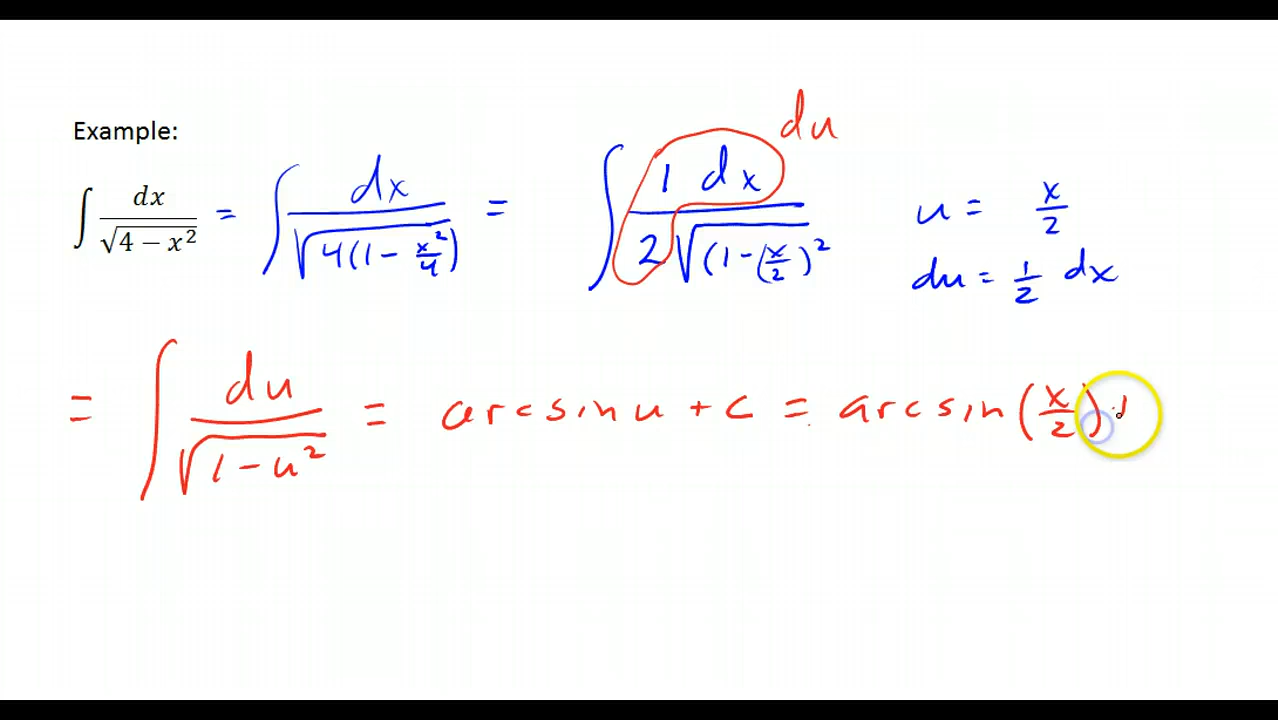 du
Example:
∫ dx/√(4 − x²) = ∫ dx/√(4(1 − x²/4)) = ∫ 1 dx/(2√((1 − (x/2)²)) u = x/2
du = 1/2 dx
= ∫ du/√(1 − u²) = arcsin u + c = arcsin (x/2)